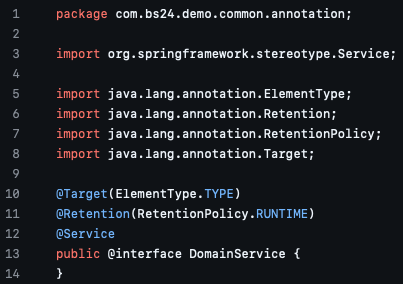 1 package com.bs24.demo.common.annotation;
2
3 import org.springframework.stereotype.Service;
4
5 import java.lang.annotation.ElementType;
6 import java.lang.annotation.Retention;
7 import java.lang.annotation.RetentionPolicy;
8 import java.lang.annotation.Target;
9
10 @Target(ElementType.TYPE)
11 @Retention(RetentionPolicy.RUNTIME)
12 @Service
13 public @interface DomainService {
14 }